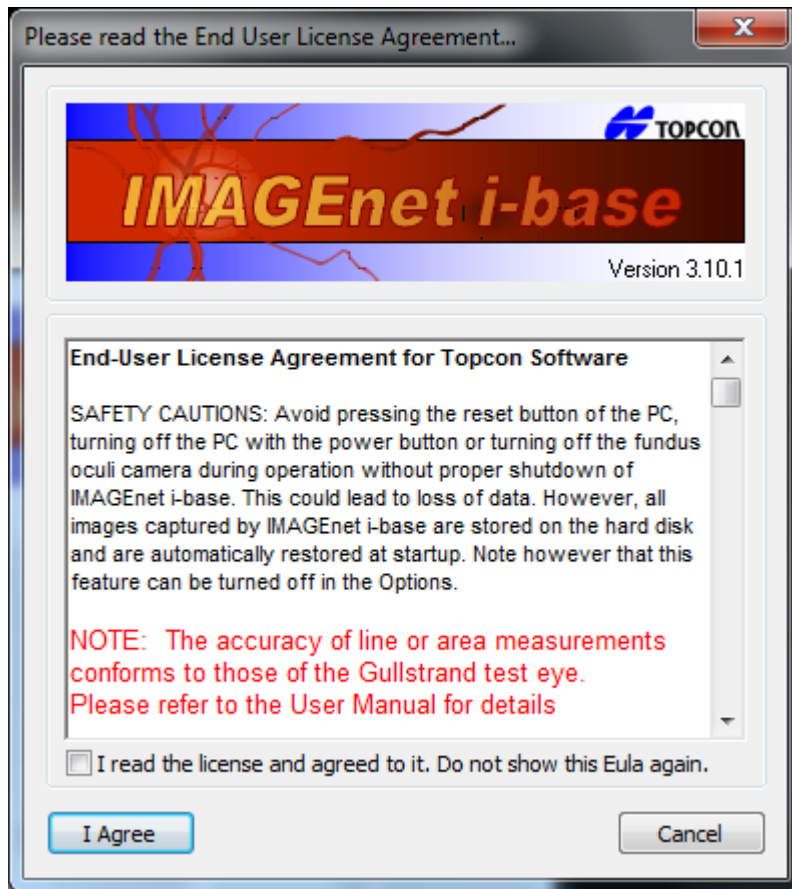 Please read the End User License Agreement...
TOPCON
IMAGEnet i-base
Version 3.10.1
End-User License Agreement for Topcon Software
SAFETY CAUTIONS: Avoid pressing the reset button of the PC,
turning off the PC with the power button or turning off the fundus
oculi camera during operation without proper shutdown of
IMAGEnet i-base. This could lead to loss of data. However, all
images captured by IMAGEnet i-base are stored on the hard disk
and are automatically restored at startup. Note however that this
feature can be turned off in the Options.
NOTE: The accuracy of line or area measurements
conforms to those of the Gullstrand test eye.
Please refer to the User Manual for details
I read the license and agreed to it. Do not show this Eula again.
I Agree
Cancel